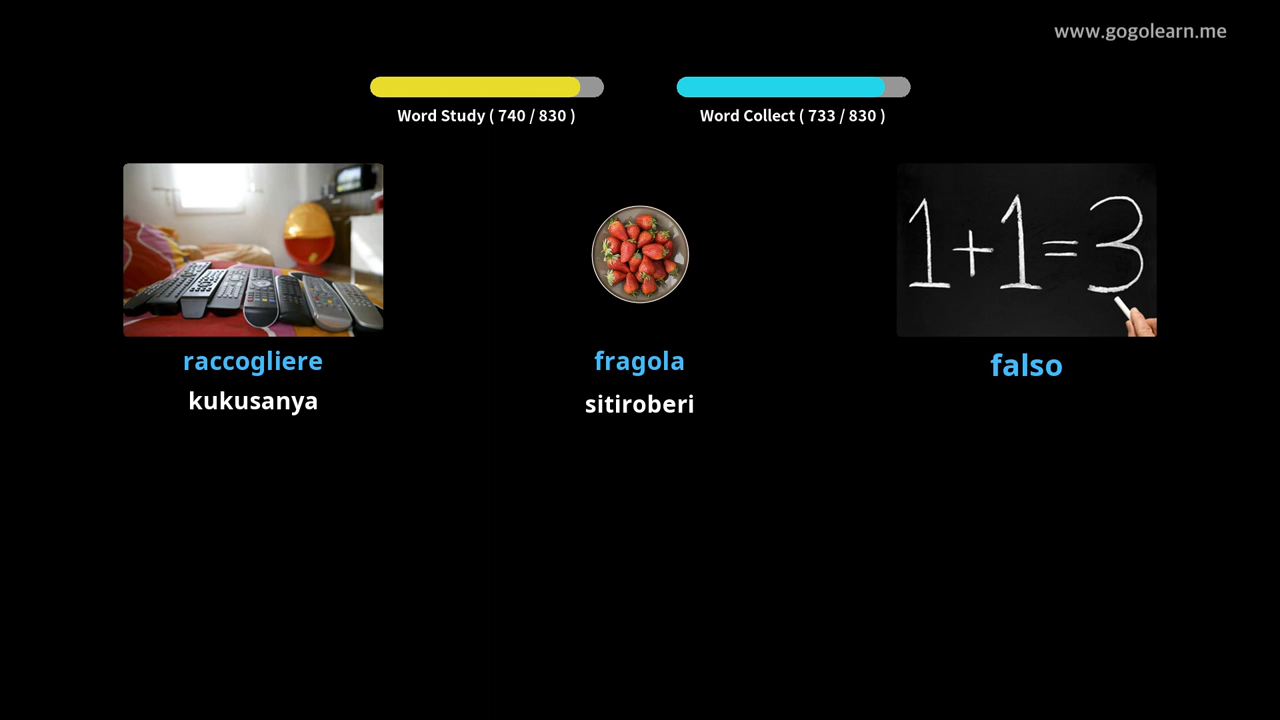 www.gogolearn.me
Word Study ( 740 / 830 )
Word Collect ( 733 / 830 )
1+1=3
raccogliere
fragola
falso
kukusanya
sitiroberi